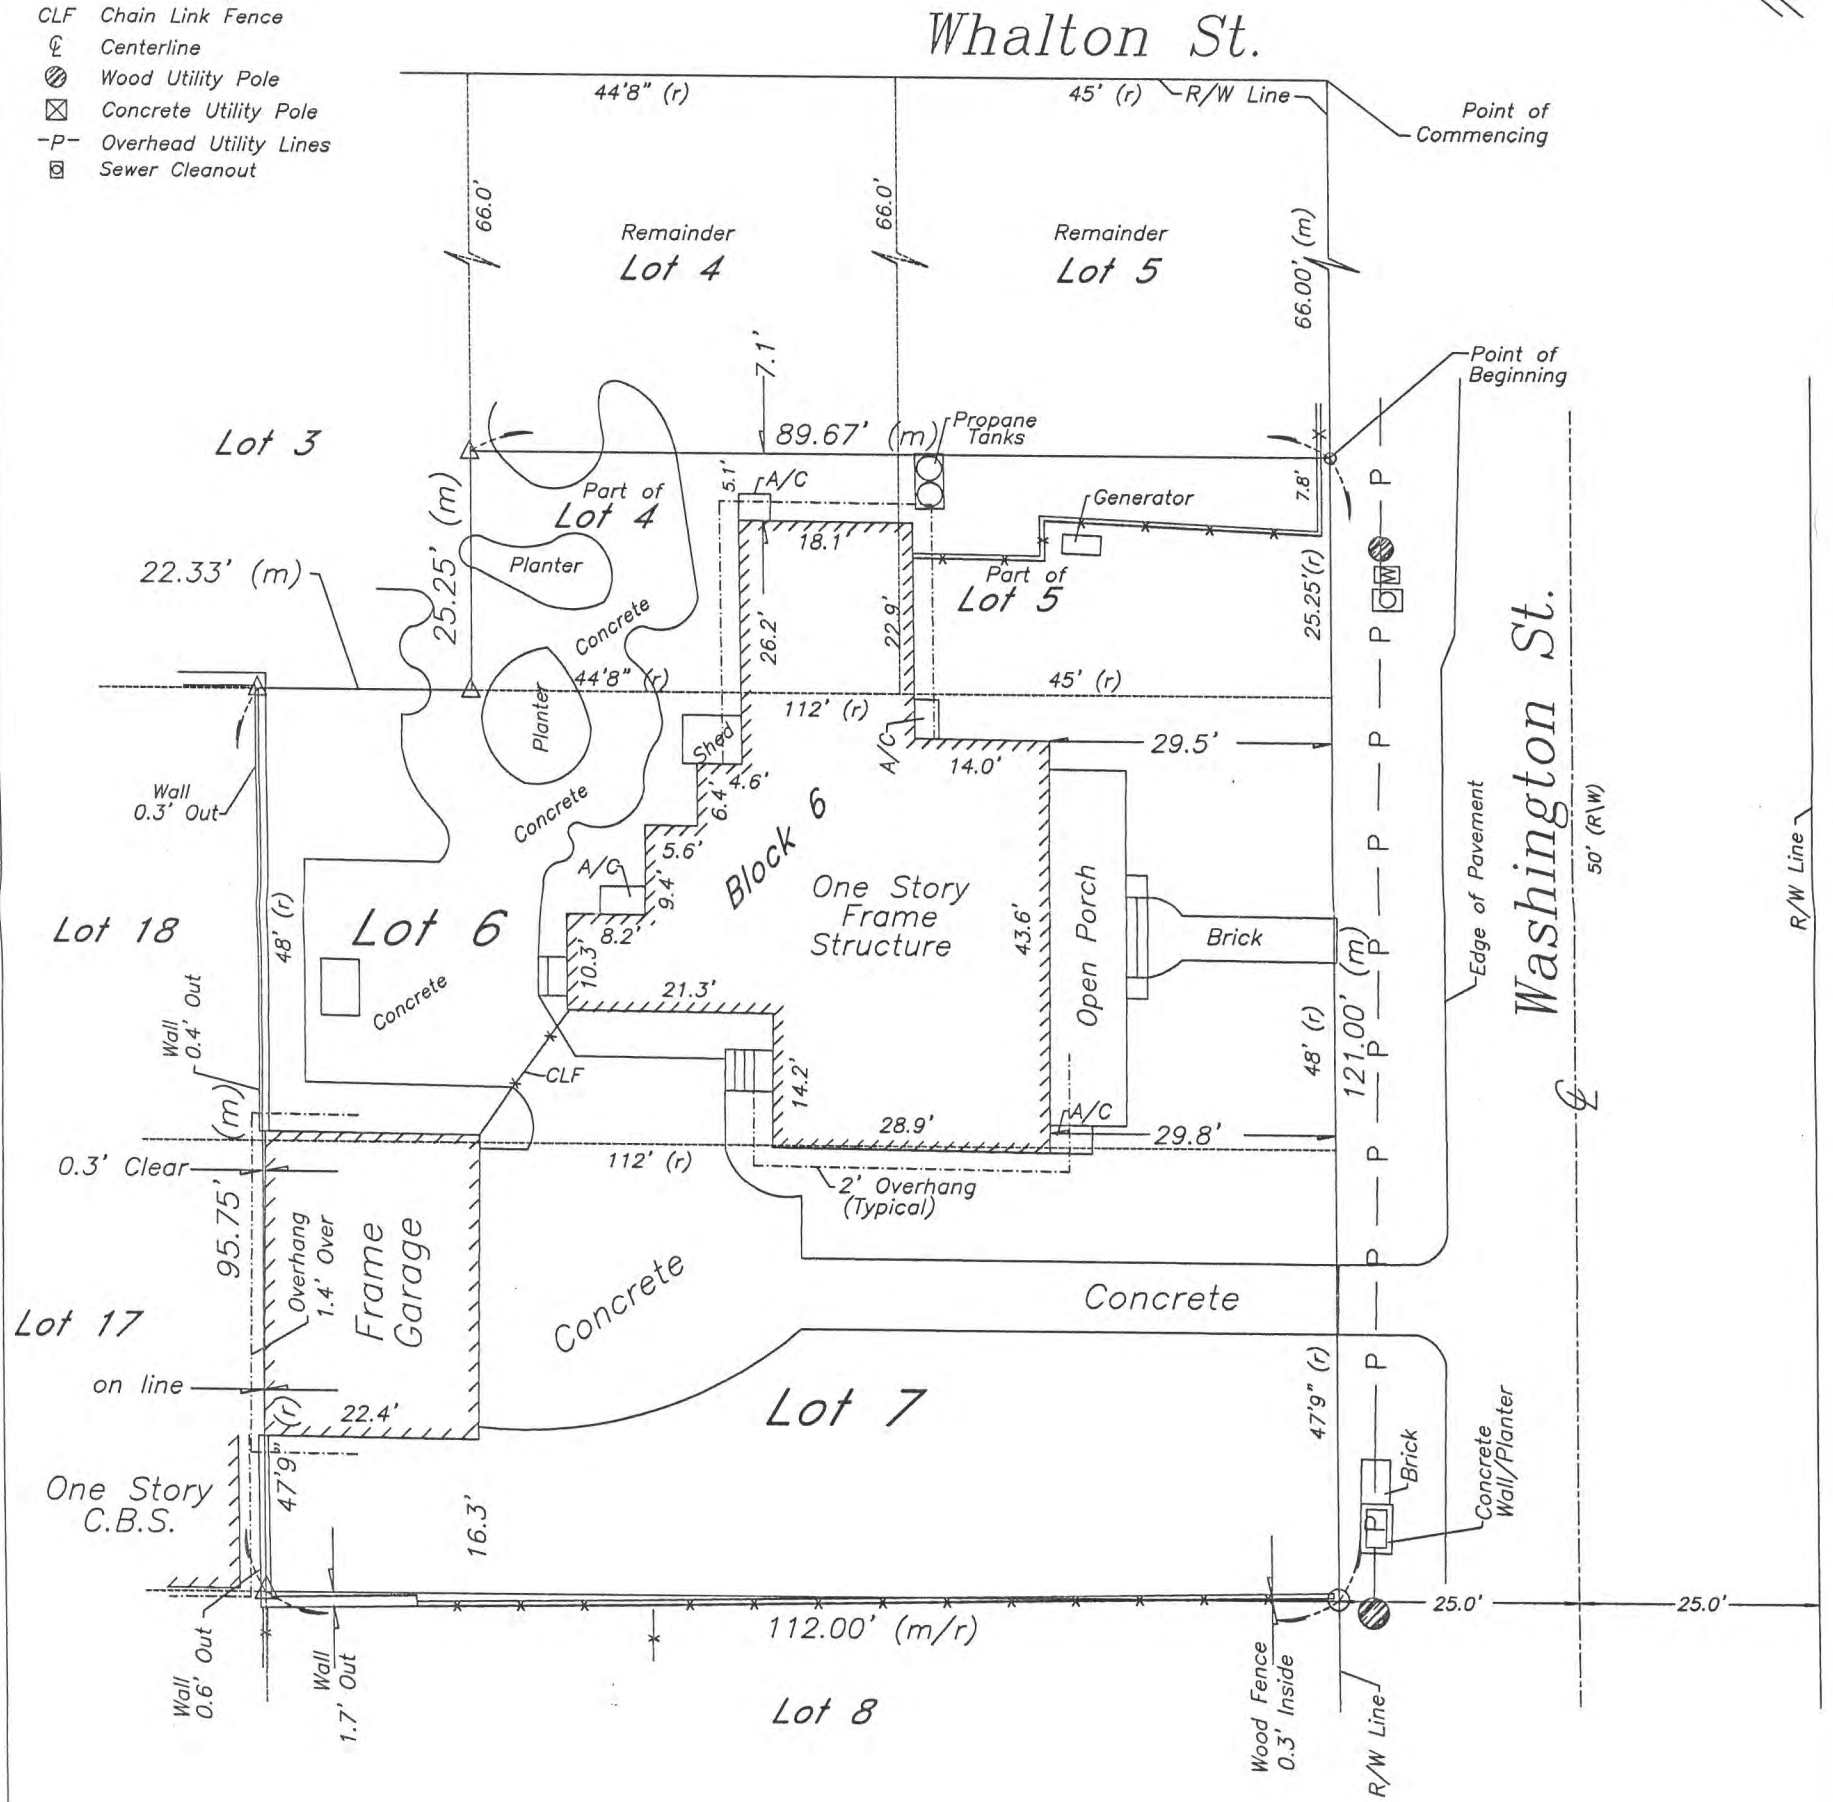 CLF Chain Link Fence
℄ Centerline
Wood Utility Pole
Concrete Utility Pole
-P- Overhead Utility Lines
Sewer Cleanout
Whalton St.
44'8" (r)
45' (r)
R/W Line
Point of
Commencing
66.0'
66.0'
66.00' (m)
Remainder
Lot 4
Remainder
Lot 5
7.1'
Point of
Beginning
Lot 3
89.67' (m)
Propane
Tanks
5.1'
A/C
7.8'
Part of
Lot 4
Generator
25.25' (m)
18.1'
P
22.33' (m)
Planter
Part of
Lot 5
25.25'(r)
W
Concrete
26.2'
22.9'
P
44'8" (r)
45' (r)
112' (r)
Planter
Shed
A/C
29.5'
P
14.0'
4.6'
6.4'
Wall
0.3' Out
Concrete
Block 6
5.6'
A/C
9.4'
P
Edge of Pavement
Washington St.
50' (R\W)
R/W Line
48' (r)
One Story
Frame
Structure
Lot 18
Lot 6
8.2'
43.6'
Open Porch
Brick
P
10.3'
Concrete
21.3'
Wall
0.4' Out
48' (r)
121.00' (m)
P
CLF
14.2'
℄
A/C
28.9'
29.8'
P
0.3' Clear
112' (r)
2' Overhang
(Typical)
95.75' (m)
Overhang
1.4' Over
Frame
Garage
Concrete
P
Concrete
Lot 17
on line
47'9" (r)
P
22.4'
Lot 7
47'9" (r)
Brick
Concrete
Wall/Planter
One Story
C.B.S.
16.3'
P
25.0'
25.0'
112.00' (m/r)
Wall
0.6' Out
Wall
1.7' Out
Wood Fence
0.3' Inside
R/W Line
Lot 8